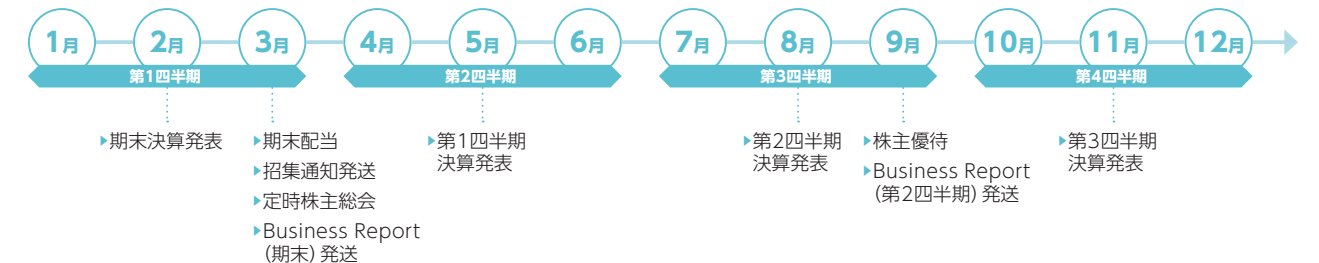 1月 2月 3月 4月 5月 6月 7月 8月 9月 10月 11月 12月
第1四半期 第2四半期 第3四半期 第4四半期
▶期末決算発表
▶期末配当
▶招集通知発送
▶定時株主総会
▶Business Report
(期末) 発送
▶第1四半期
決算発表
▶第2四半期
決算発表
▶株主優待
▶Business Report
(第2四半期) 発送
▶第3四半期
決算発表